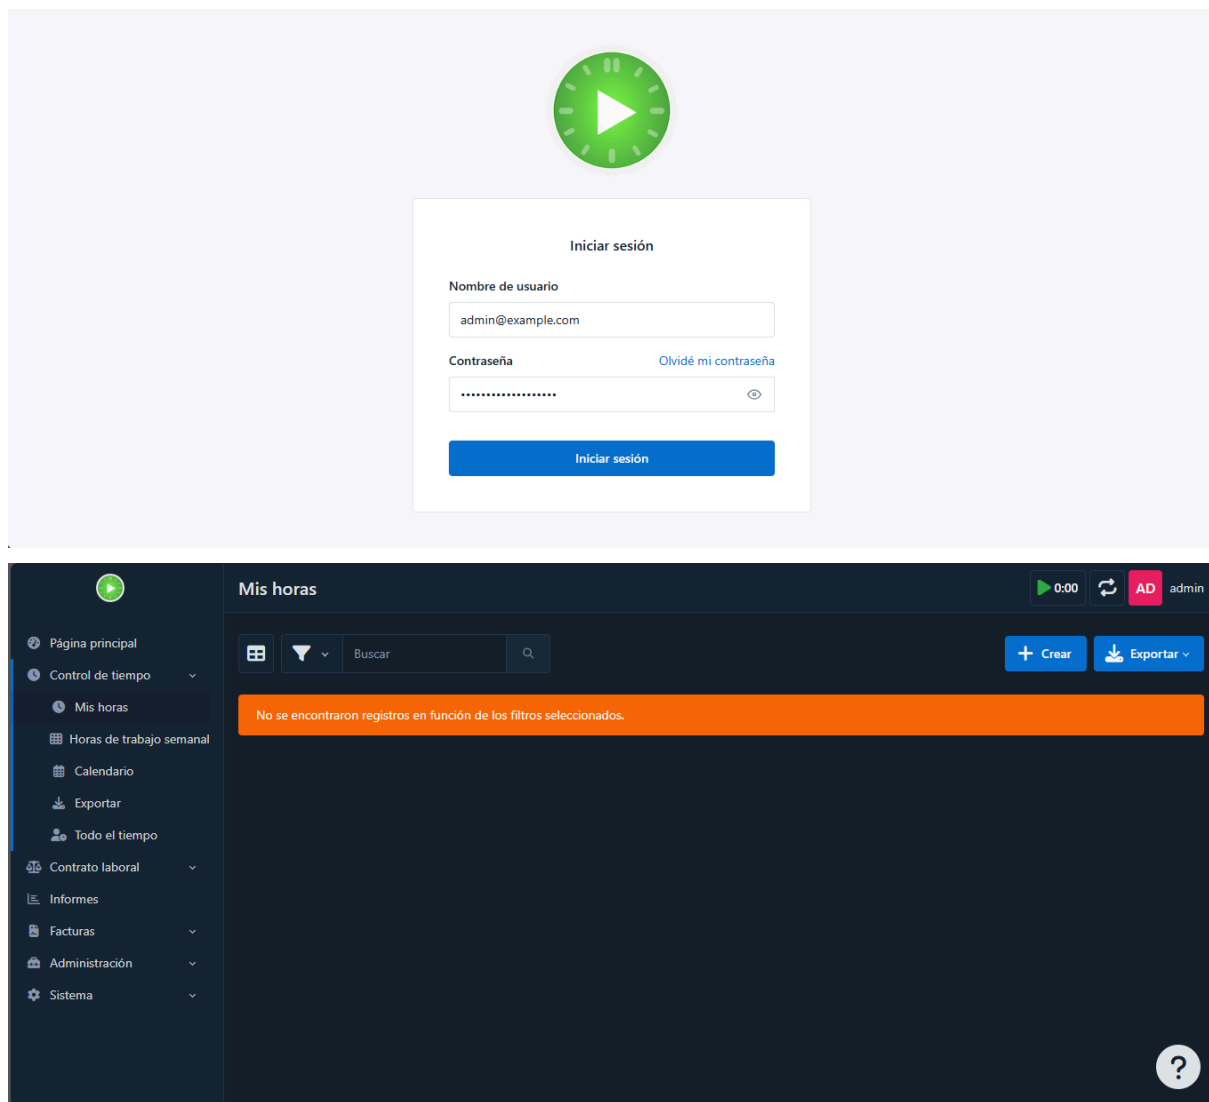 Iniciar sesión
Nombre de usuario
admin@example.com
Contraseña Olvidé mi contraseña
•••••••••••••••••••
Iniciar sesión
Mis horas 0:00 AD admin
Página principal
Buscar Crear Exportar
Control de tiempo
Mis horas
No se encontraron registros en función de los filtros seleccionados.
Horas de trabajo semanal
Calendario
Exportar
Todo el tiempo
Contrato laboral
Informes
Facturas
Administración
Sistema
?